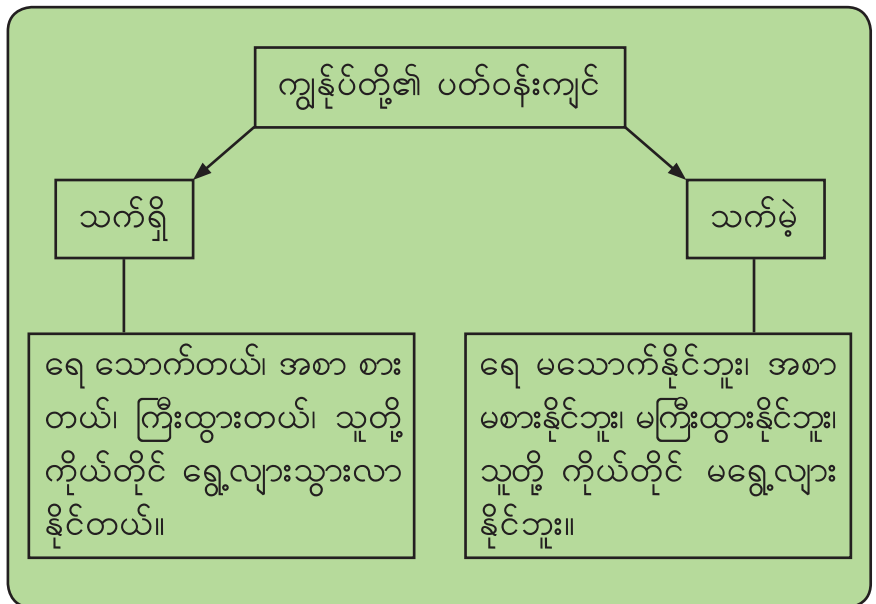 ကျွန်ုပ်တို့၏ ပတ်ဝန်းကျင်
သက်ရှိ
သက်မဲ့
ရေ သောက်တယ်၊ အစာ စား
တယ်၊ ကြီးထွားတယ်၊ သူတို့
ကိုယ်တိုင် ရွေ့လျားသွားလာ
နိုင်တယ်။
ရေ မသောက်နိုင်ဘူး၊ အစာ
မစားနိုင်ဘူး၊ မကြီးထွားနိုင်ဘူး၊
သူတို့ ကိုယ်တိုင် မရွေ့လျား
နိုင်ဘူး။